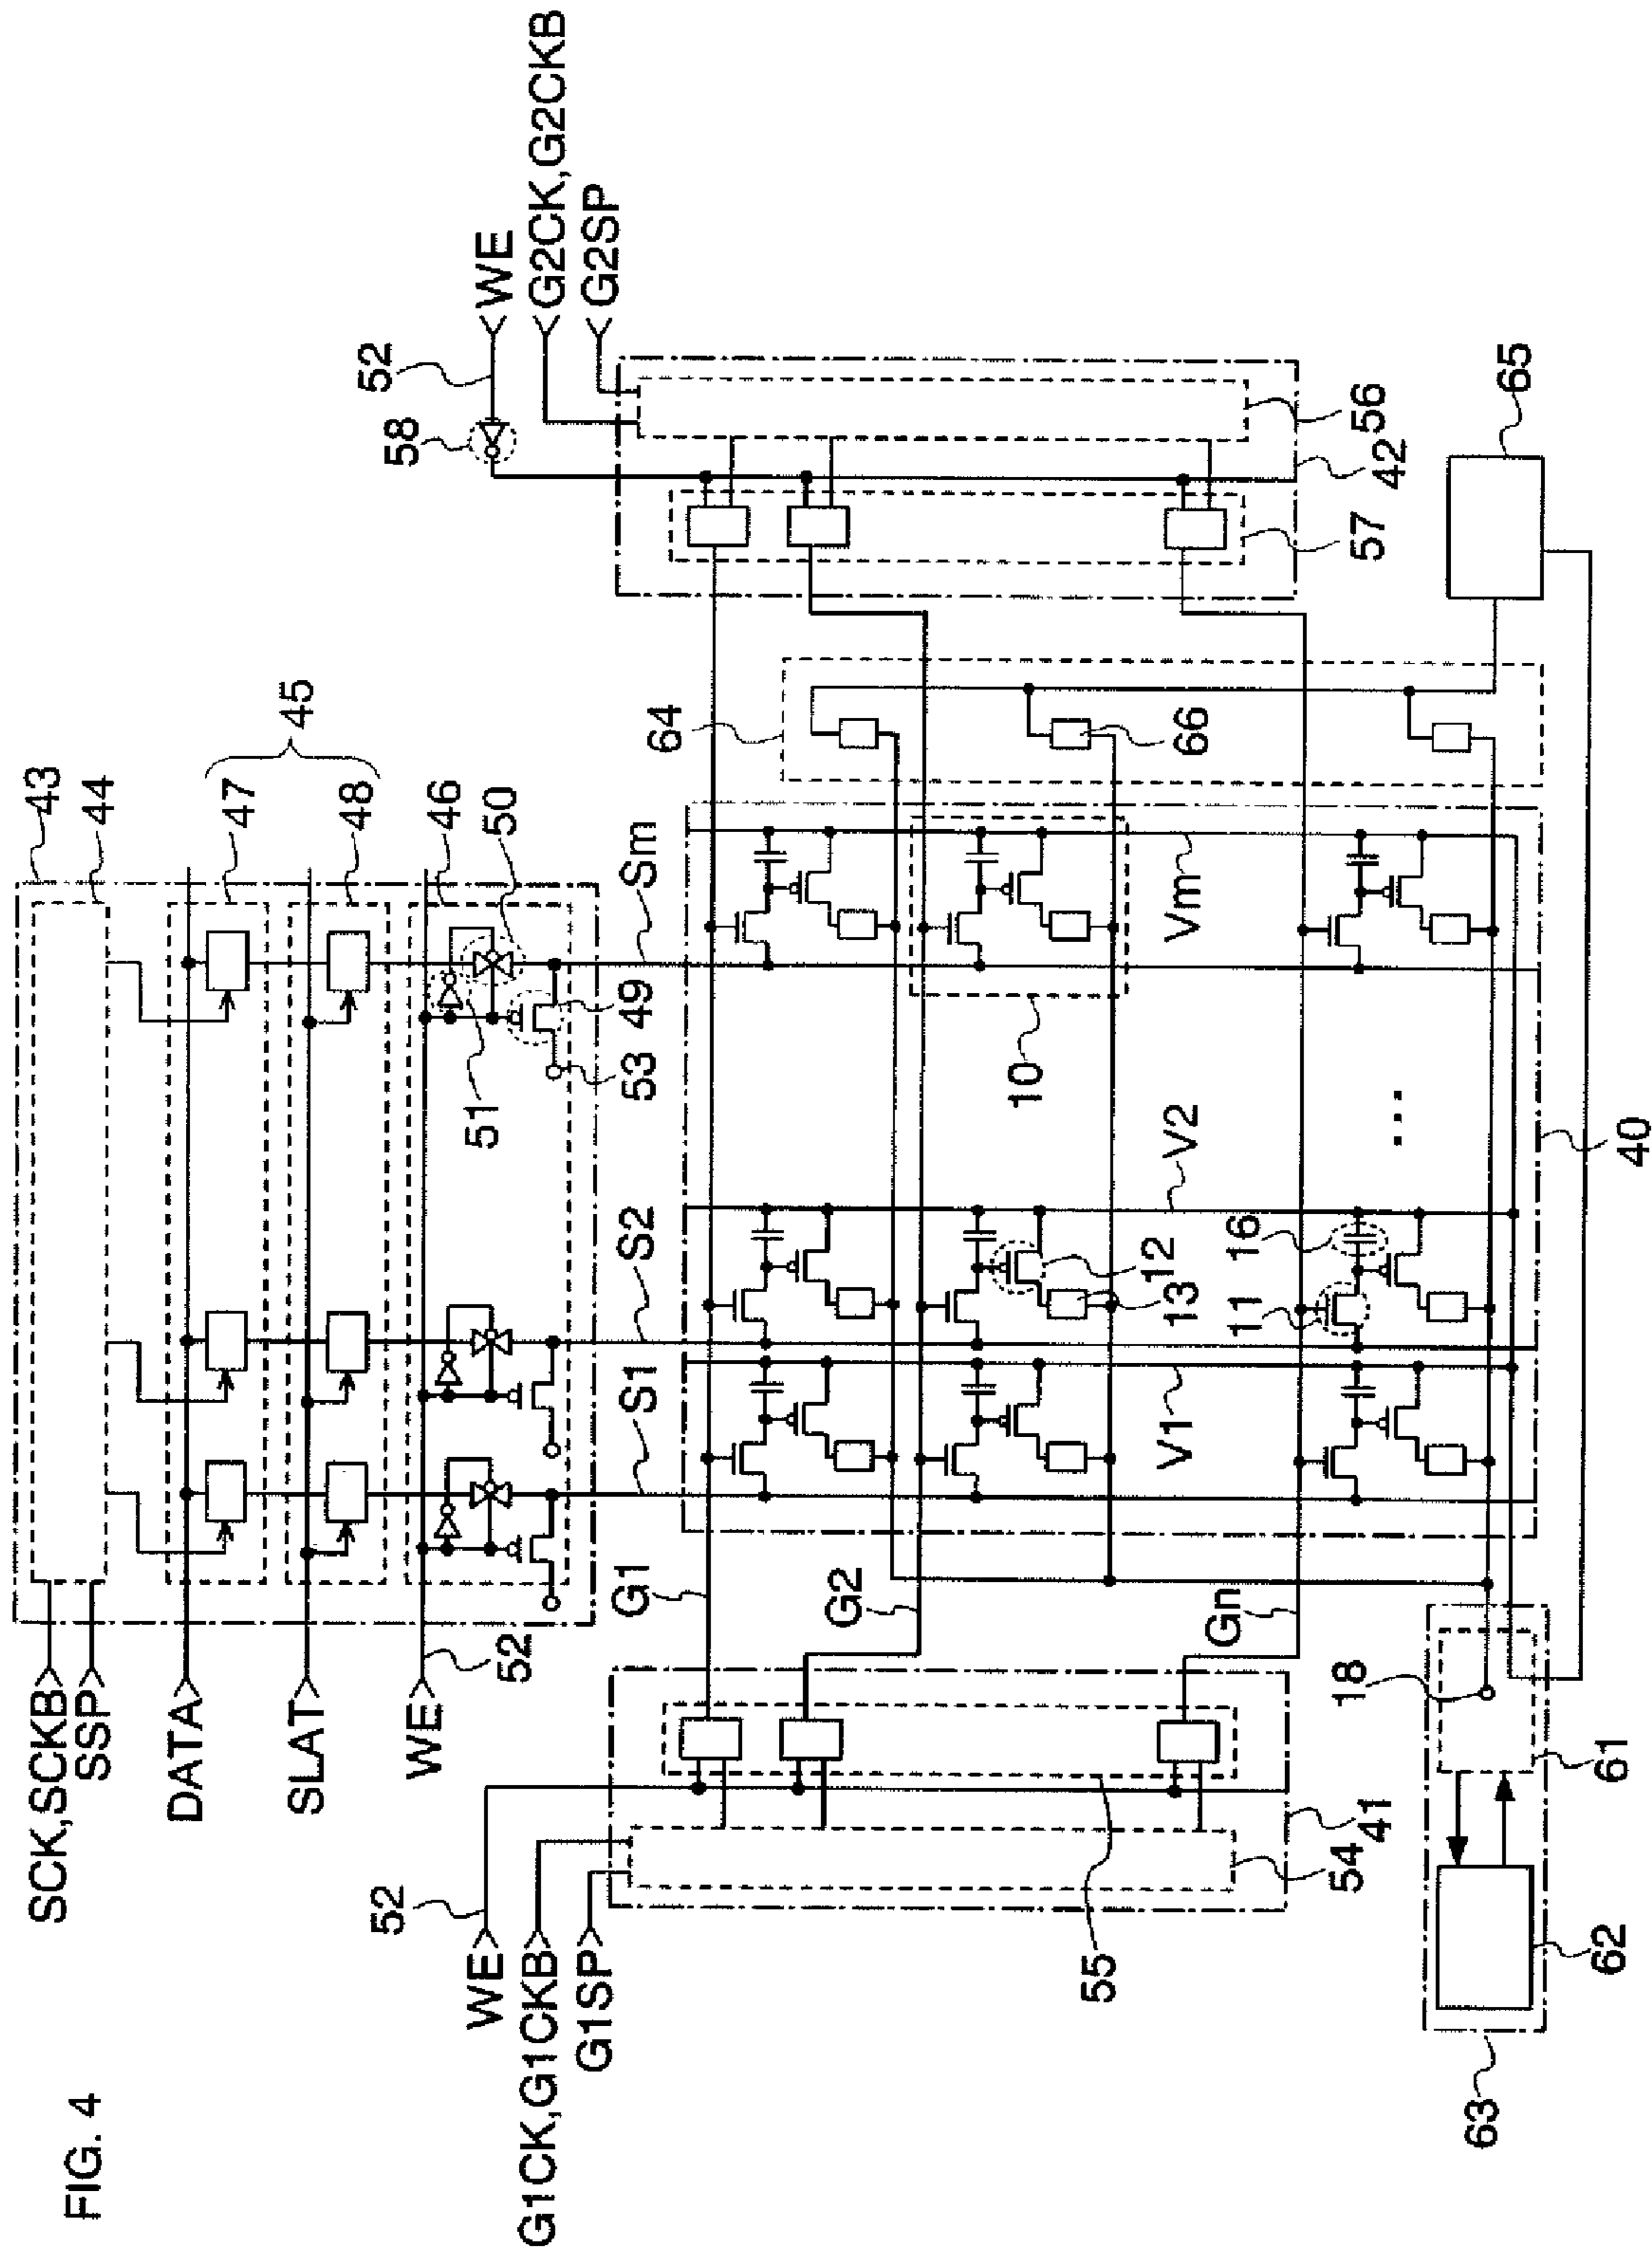 FIG. 4
SCK,SCKB
SSP
DATA
SLAT
WE
52
43
44
45
47
48
46
50
51
49
53
S1
S2
Sm
WE
52
58
G2CK,G2CKB
G2SP
WE
52
G1CK,G1CKB
G1SP
G1
G2
Gn
54
41
55
56
42
57
64
66
65
10
V1
V2
Vm
12
13
11
16
...
40
18
61
62
63